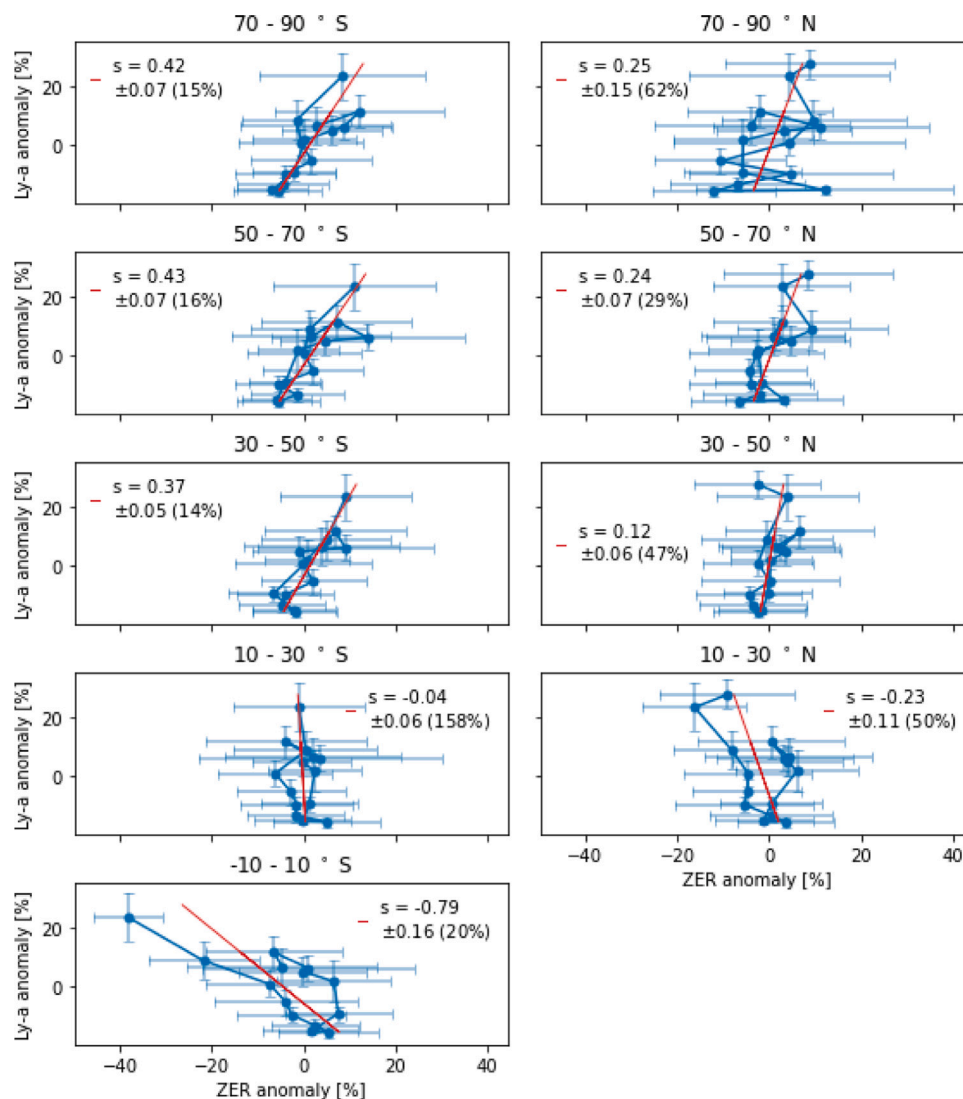 70 - 90 ° S
70 - 90 ° N
Ly-a anomaly [%]
20
0
s = 0.42
±0.07 (15%)
20
0
s = 0.25
±0.15 (62%)
50 - 70 ° S
50 - 70 ° N
Ly-a anomaly [%]
20
0
s = 0.43
±0.07 (16%)
s = 0.24
±0.07 (29%)
30 - 50 ° S
30 - 50 ° N
Ly-a anomaly [%]
20
0
s = 0.37
±0.05 (14%)
s = 0.12
±0.06 (47%)
10 - 30 ° S
10 - 30 ° N
Ly-a anomaly [%]
20
0
s = -0.04
±0.06 (158%)
s = -0.23
±0.11 (50%)
−40 −20 0 20 40
ZER anomaly [%]
-10 - 10 ° S
Ly-a anomaly [%]
20
0
s = -0.79
±0.16 (20%)
−40 −20 0 20 40
ZER anomaly [%]